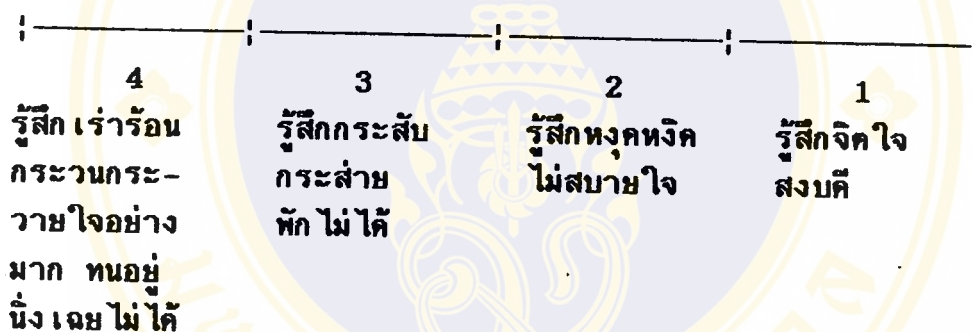 4 3 2 1
รู้สึกเร่าร้อน รู้สึกกระสับ รู้สึกหงุดหงิด รู้สึกจิตใจ
กระวนกระ- กระส่าย ไม่สบายใจ สงบดี
วายใจอย่าง พักไม่ได้
มาก ทนอยู่
นิ่งเฉยไม่ได้